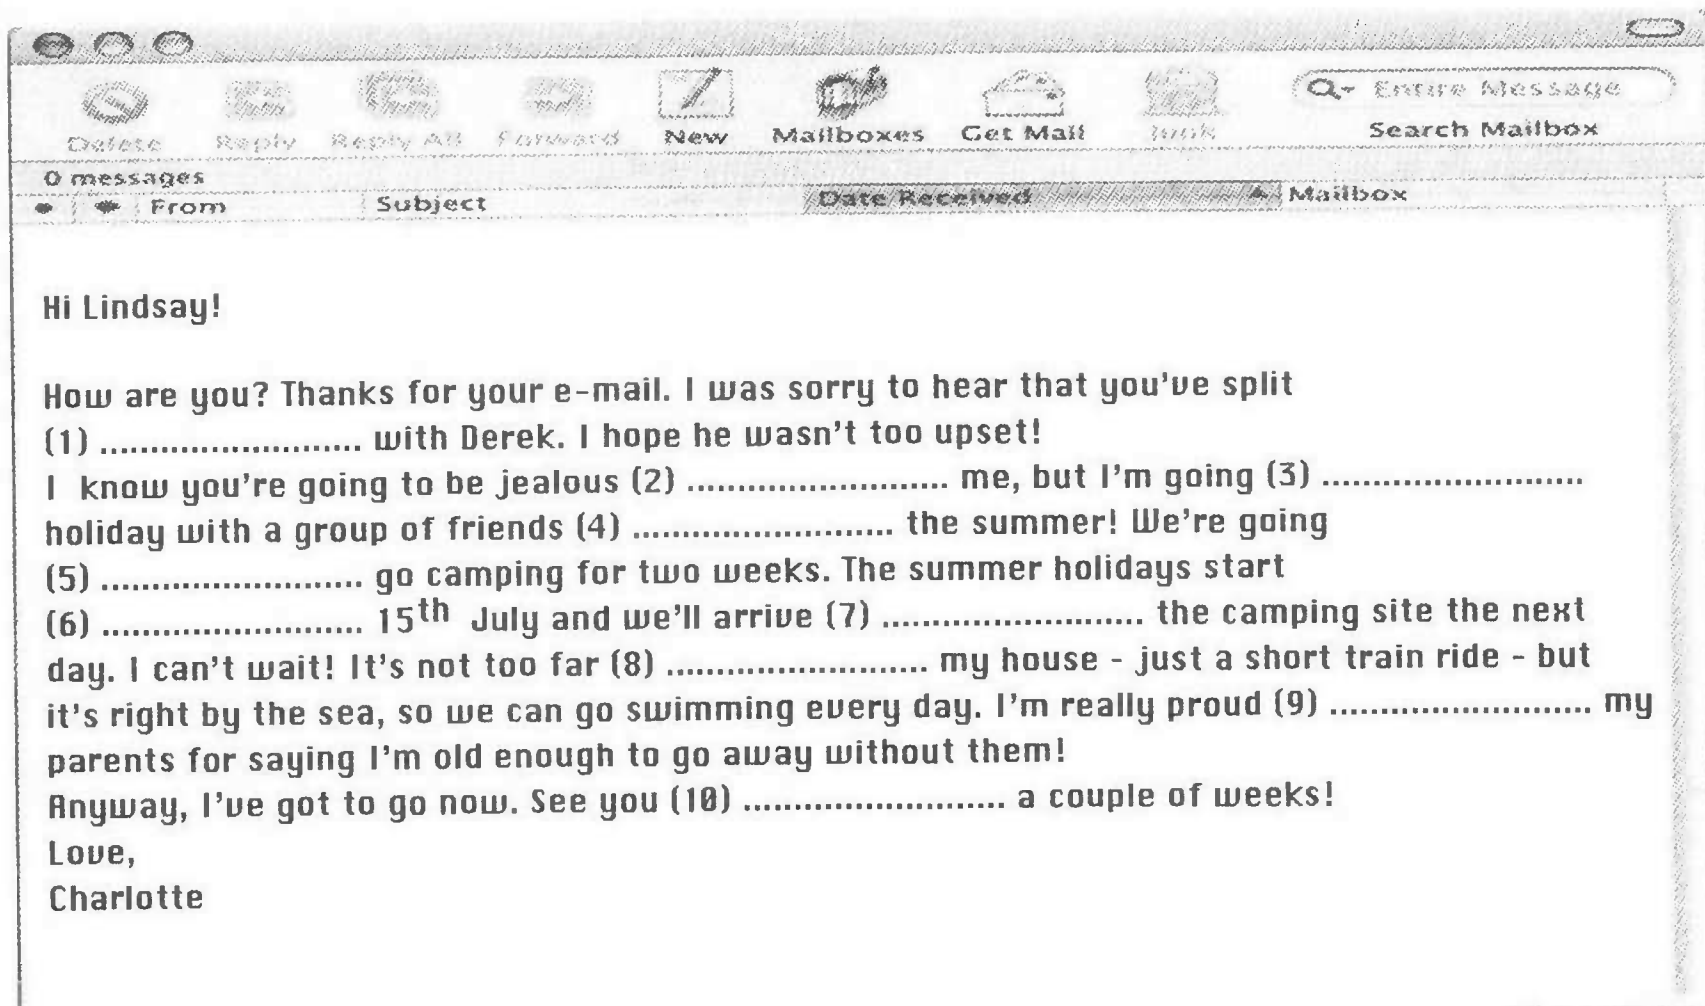 Delete Reply Reply All Forward New Mailboxes Get Mail Book Entire Message
Search Mailbox
0 messages
From Subject Date Received Mailbox
Hi Lindsay!
How are you? Thanks for your e-mail. I was sorry to hear that you've split
(1) .......................... with Derek. I hope he wasn't too upset!
I know you're going to be jealous (2) .......................... me, but I'm going (3) ..........................
holiday with a group of friends (4) .......................... the summer! We're going
(5) .......................... go camping for two weeks. The summer holidays start
(6) .......................... 15th July and we'll arrive (7) .......................... the camping site the next
day. I can't wait! It's not too far (8) .......................... my house - just a short train ride - but
it's right by the sea, so we can go swimming every day. I'm really proud (9) .......................... my
parents for saying I'm old enough to go away without them!
Anyway, I've got to go now. See you (10) .......................... a couple of weeks!
Love,
Charlotte